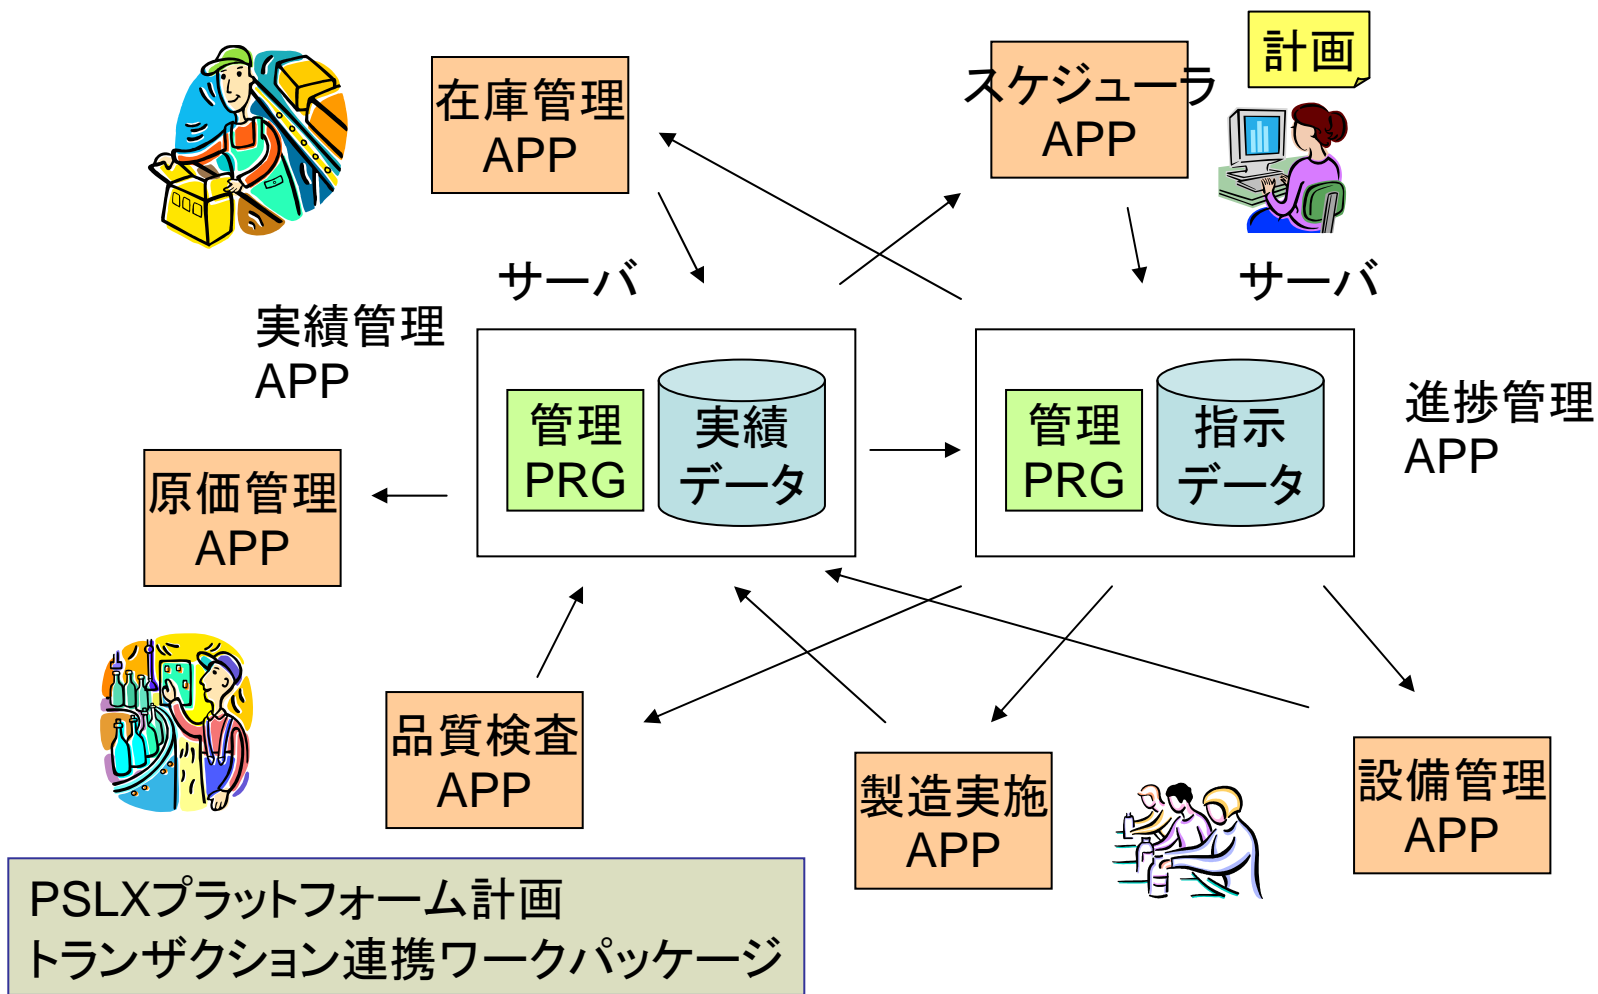 計画
在庫管理
APP
スケジューラ
APP
サーバ
サーバ
実績管理
APP
管理
PRG
実績
データ
管理
PRG
指示
データ
進捗管理
APP
原価管理
APP
品質検査
APP
製造実施
APP
設備管理
APP
PSLXプラットフォーム計画
トランザクション連携ワークパッケージ